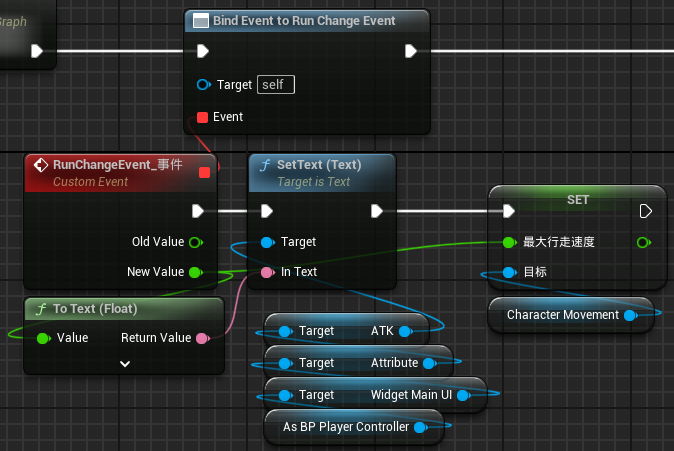 Graph
Bind Event to Run Change Event
Target self
Event
RunChangeEvent_事件
Custom Event
Old Value
New Value
SetText (Text)
Target is Text
Target
In Text
SET
最大行走速度
目标
To Text (Float)
Value Return Value
Character Movement
Target ATK
Target Attribute
Target Widget Main UI
As BP Player Controller